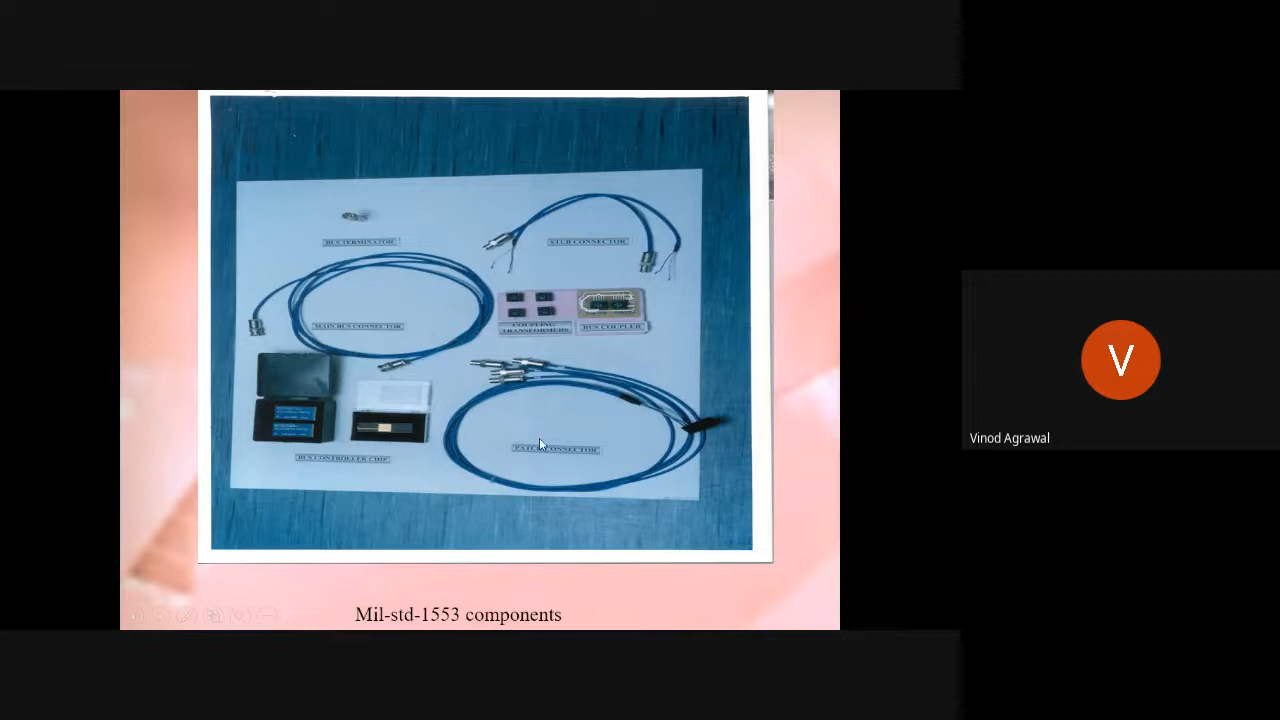 BUS TERMINATOR
STUB CONNECTOR
MAIN BUS CONNECTOR
COUPLING
TRANSFORMERS
BUS COUPLER
PATCH CONNECTOR
BUS CONTROLLER CHIP
Mil-std-1553 components
V
Vinod Agrawal